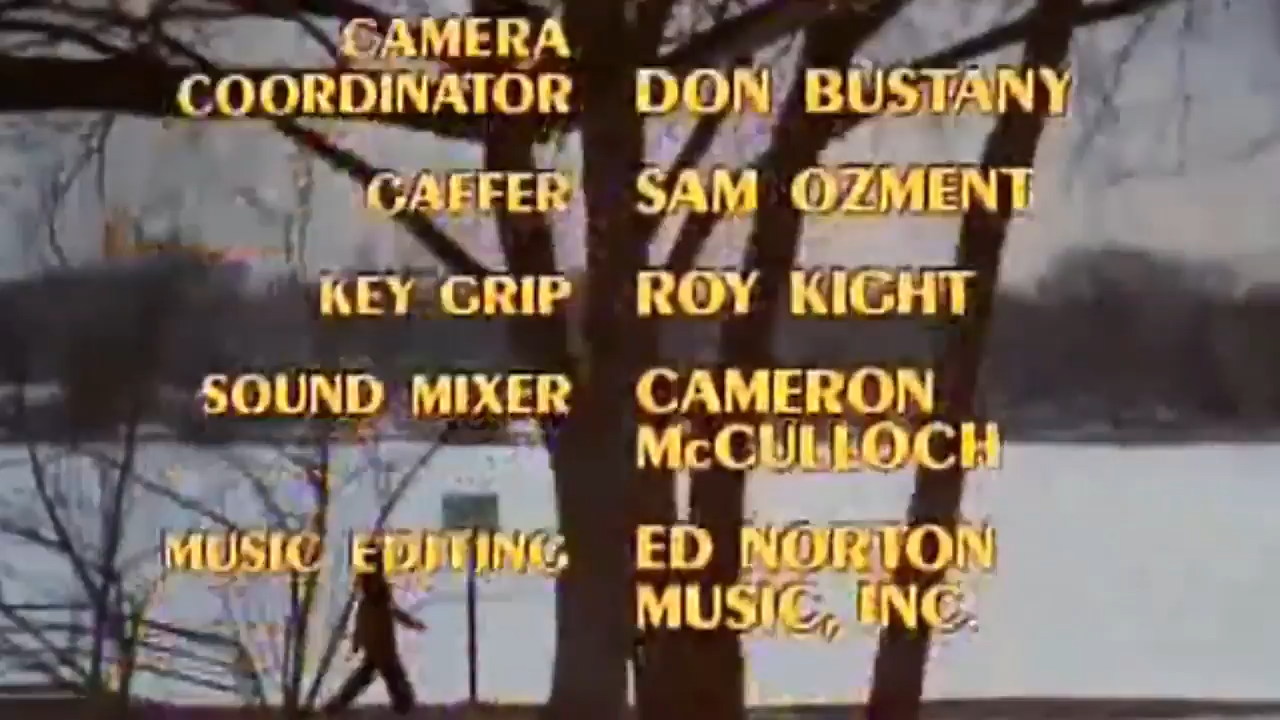 CAMERA
COORDINATOR DON BUSTANY
GAFFER SAM OZMENT
KEY GRIP ROY KIGHT
SOUND MIXER CAMERON
McCULLOCH
MUSIC EDITING ED NORTON
MUSIC, INC.